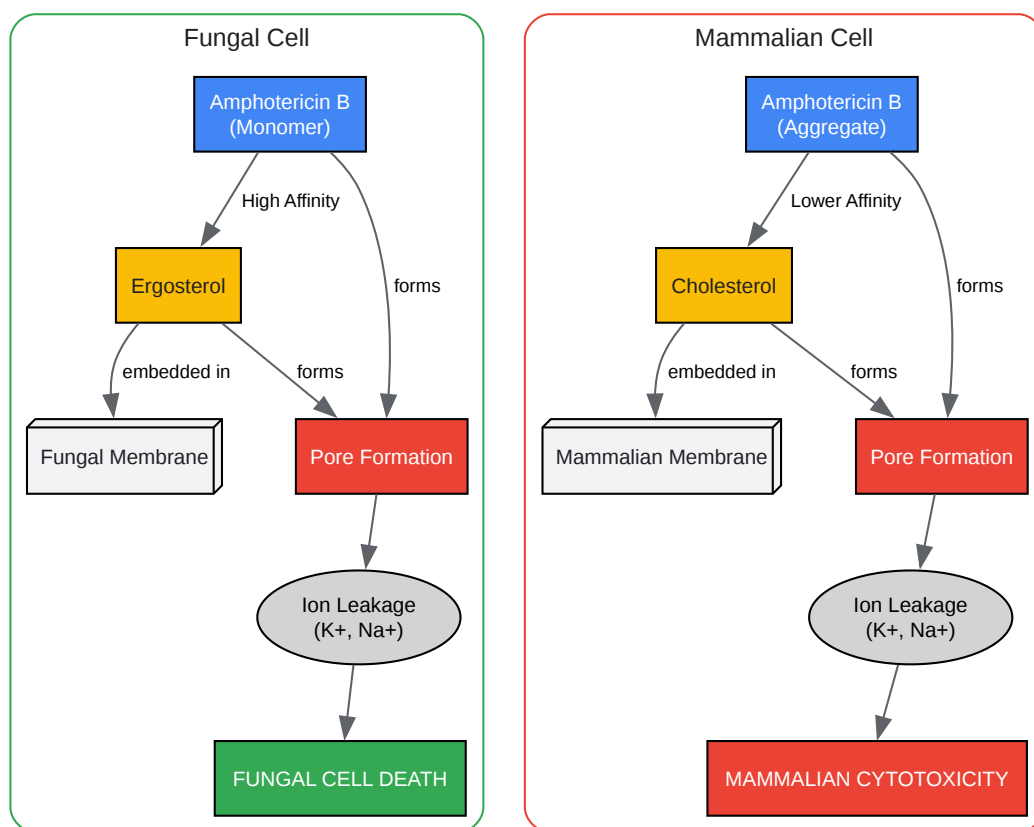 Fungal Cell
Amphotericin B
(Monomer)
High Affinity
Ergosterol
forms
embedded in
forms
Fungal Membrane
Pore Formation
Ion Leakage
(K+, Na+)
FUNGAL CELL DEATH
Mammalian Cell
Amphotericin B
(Aggregate)
Lower Affinity
Cholesterol
forms
embedded in
forms
Mammalian Membrane
Pore Formation
Ion Leakage
(K+, Na+)
MAMMALIAN CYTOTOXICITY